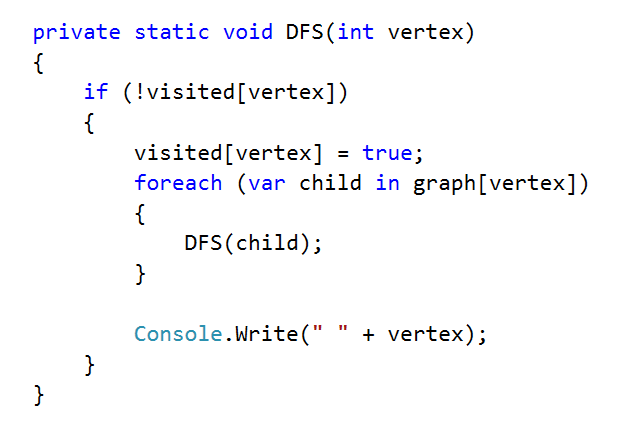 private static void DFS(int vertex)
{
    if (!visited[vertex])
    {
        visited[vertex] = true;
        foreach (var child in graph[vertex])
        {
            DFS(child);
        }

        Console.Write(" " + vertex);
    }
}